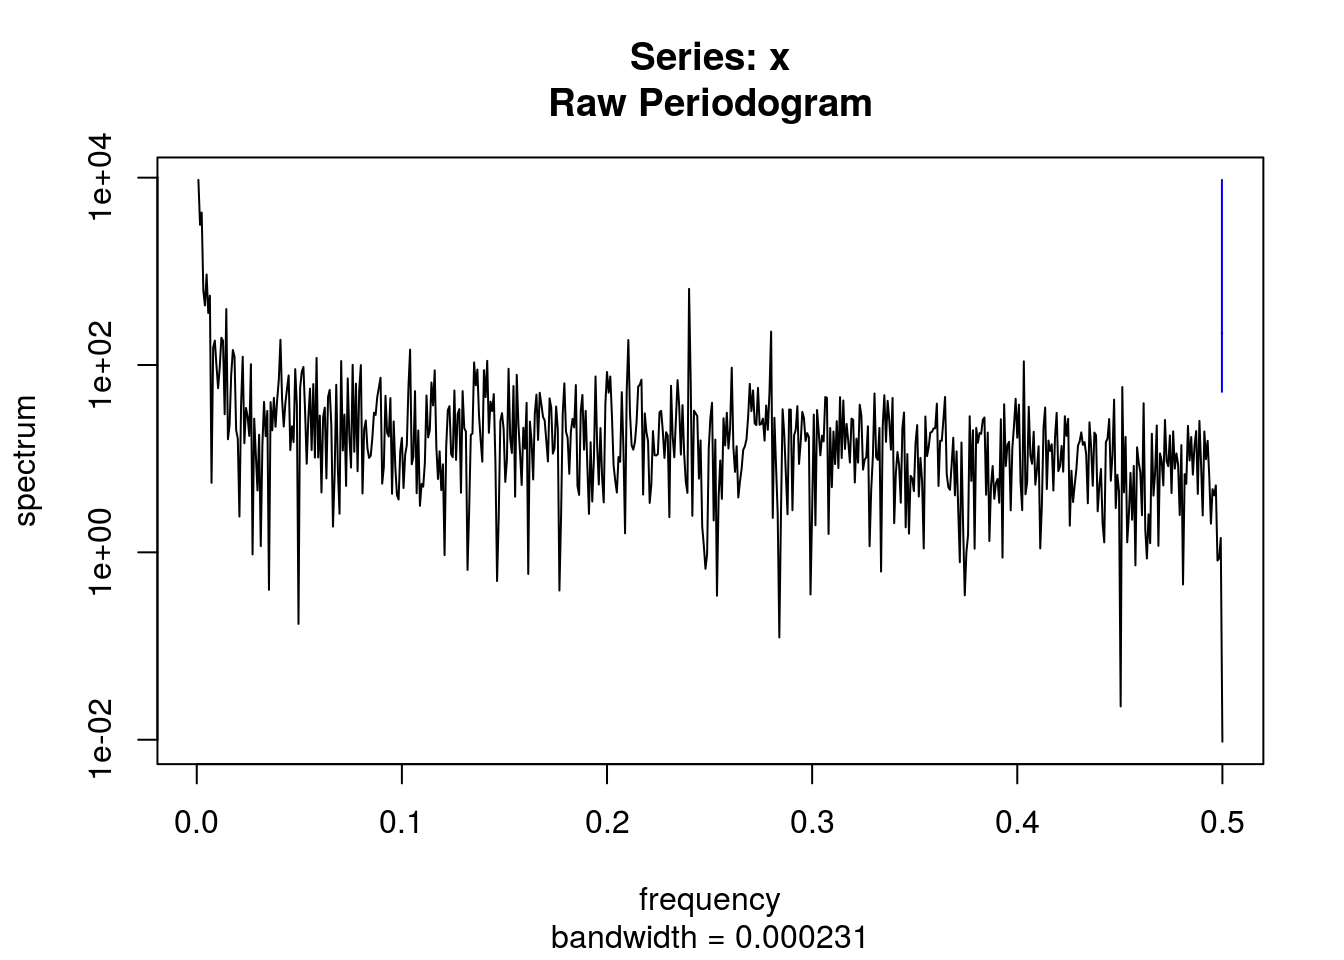 Series: x
Raw Periodogram
1e+04
1e+02
1e+00
1e-02
spectrum
0.0 0.1 0.2 0.3 0.4 0.5
frequency
bandwidth = 0.000231